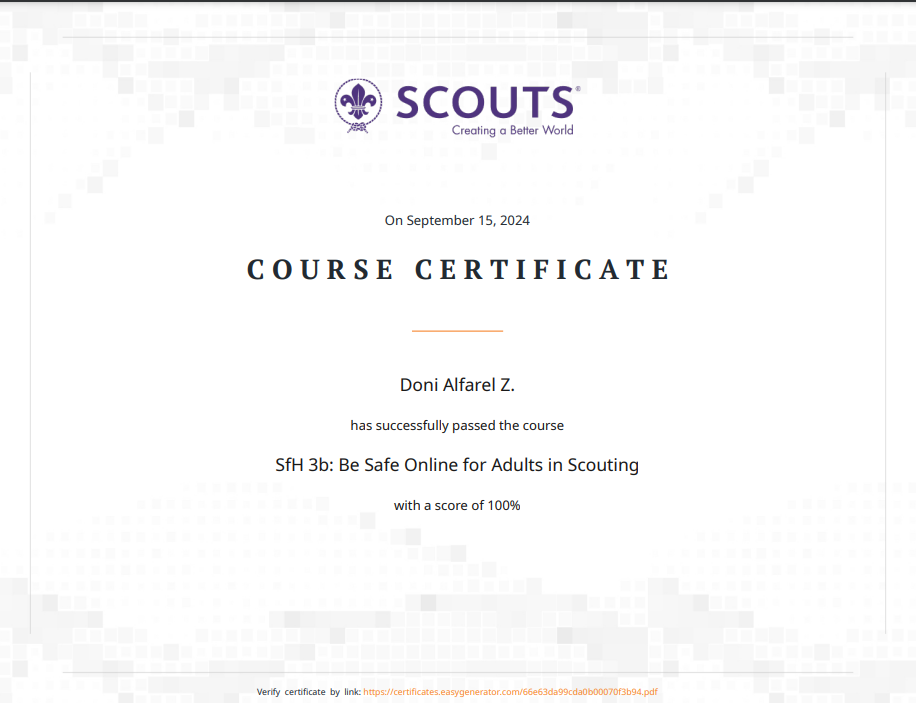 SCOUTS®
Creating a Better World
On September 15, 2024
COURSE CERTIFICATE
Doni Alfarel Z.
has successfully passed the course
SfH 3b: Be Safe Online for Adults in Scouting
with a score of 100%
Verify certificate by link: https://certificates.easygenerator.com/66e63da99cda0b00070f3b94.pdf